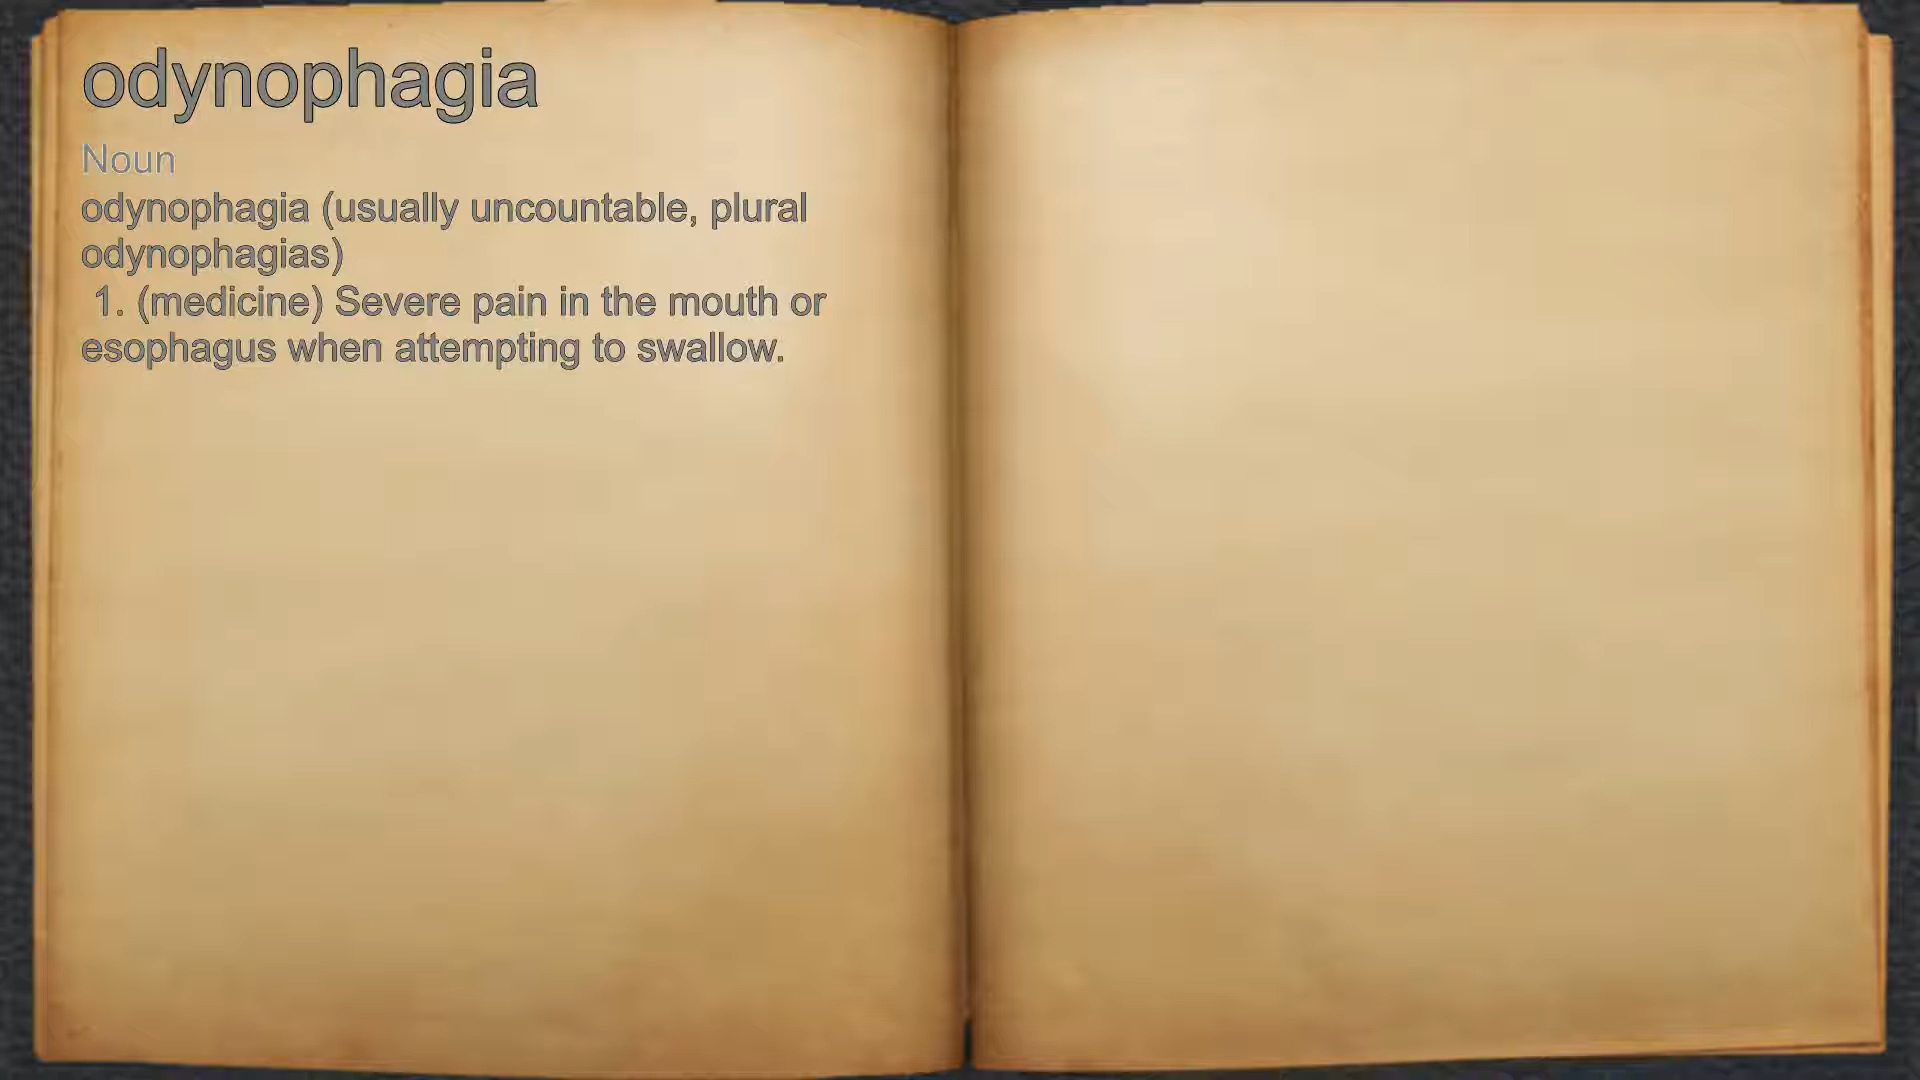 odynophagia
Noun
odynophagia (usually uncountable, plural
odynophagias)
1. (medicine) Severe pain in the mouth or
esophagus when attempting to swallow.